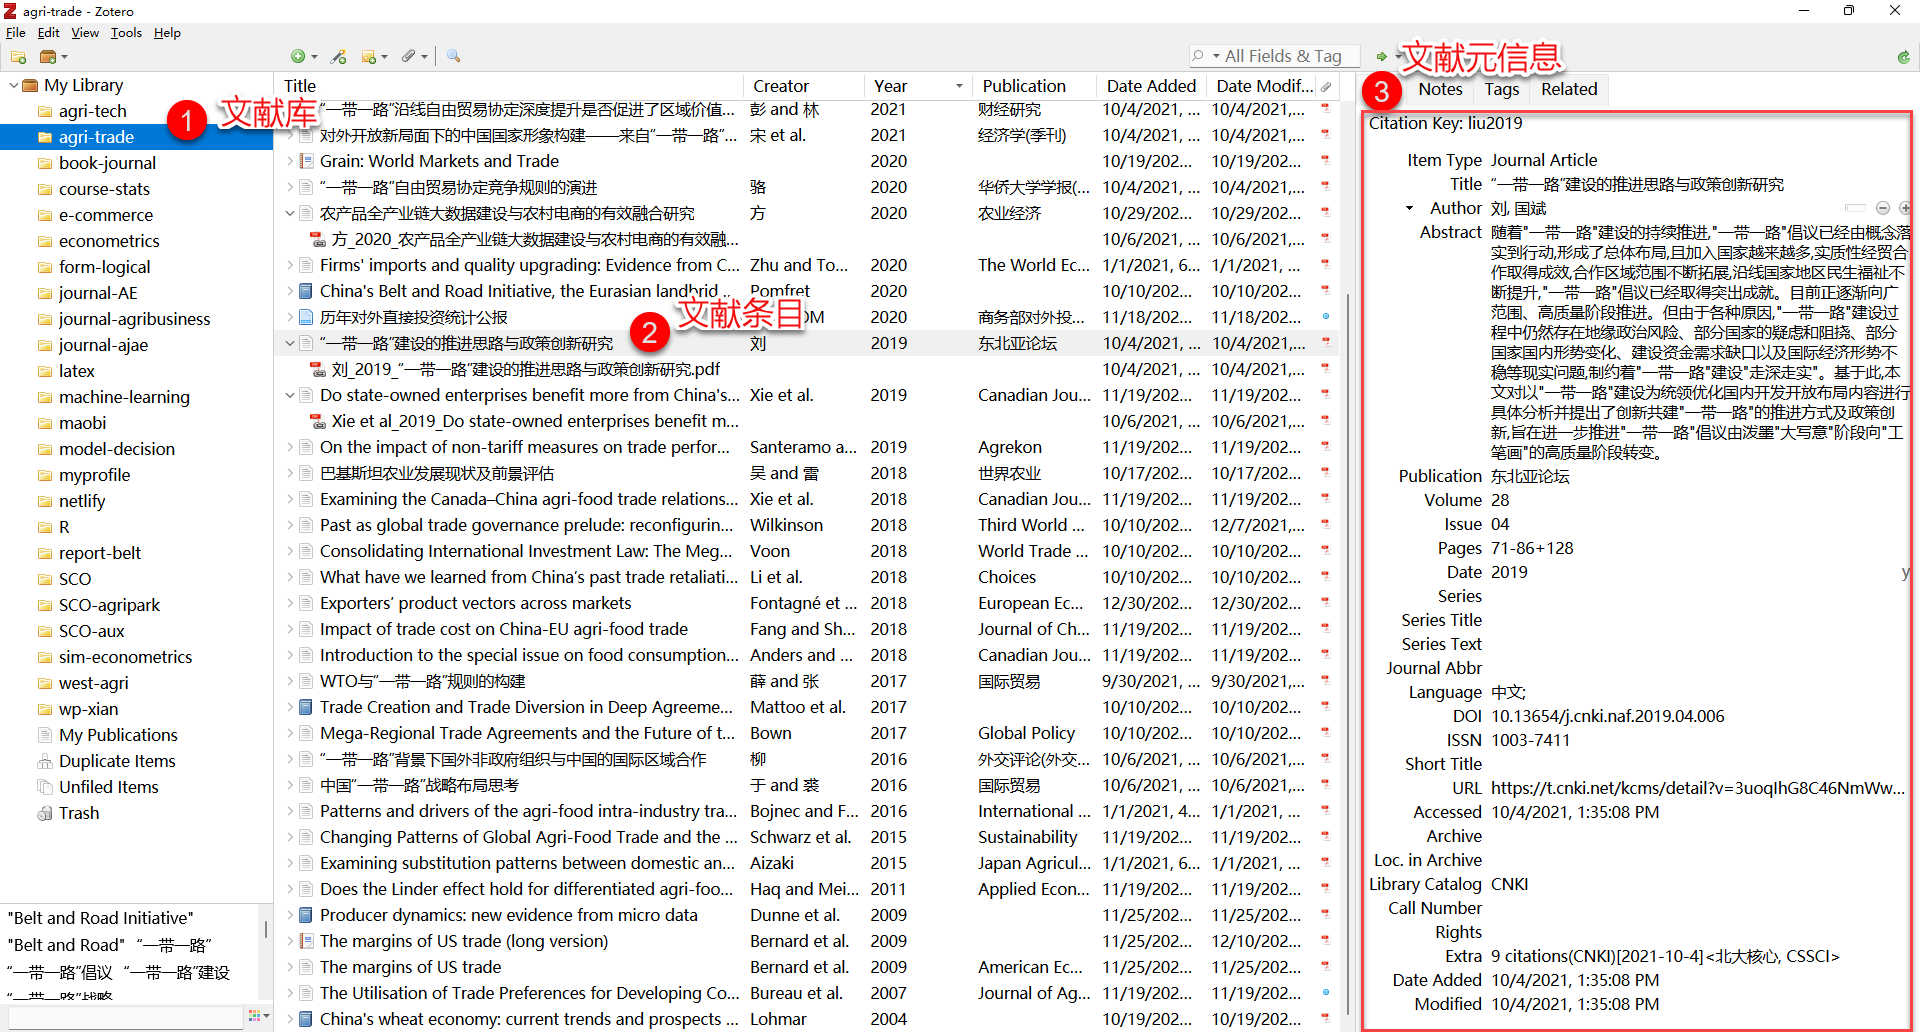 agri-trade - Zotero
File Edit View Tools Help
All Fields & Tag
文献元信息
My Library
agri-tech
agri-trade
book-journal
course-stats
e-commerce
econometrics
form-logical
journal-AE
journal-agribusiness
journal-ajae
latex
machine-learning
maobi
model-decision
myprofile
netlify
R
report-belt
SCO
SCO-agripark
SCO-aux
sim-econometrics
west-agri
wp-xian
My Publications
Duplicate Items
Unfiled Items
Trash
1 文献库
"Belt and Road Initiative"
"Belt and Road" “一带一路”
“一带一路”倡议 “一带一路”建设
“一带一路”战略
Title Creator Year Publication Date Added Date Modif...
“一带一路”沿线自由贸易协定深度提升是否促进了区域价值... 彭 and 林 2021 财经研究 10/4/2021, ... 10/4/2021,...
对外开放新局面下的中国国家形象构建——来自“一带一路”... 宋 et al. 2021 经济学(季刊) 10/4/2021, ... 10/4/2021,...
Grain: World Markets and Trade 2020 10/19/202... 10/19/202...
“一带一路”自由贸易协定竞争规则的演进 骆 2020 华侨大学学报(... 10/4/2021, ... 10/4/2021,...
农产品全产业链大数据建设与农村电商的有效融合研究 方 2020 农业经济 10/29/202... 10/29/202...
方_2020_农产品全产业链大数据建设与农村电商的有效融... 10/6/2021, ... 10/6/2021,...
Firms' imports and quality upgrading: Evidence from C... Zhu and To... 2020 The World Ec... 1/1/2021, 6... 1/1/2021, ...
China's Belt and Road Initiative, the Eurasian landbrid... Pomfret 2020 10/10/202... 10/10/202...
历年对外直接投资统计公报 OM 2020 商务部对外投... 11/18/202... 11/18/202...
2 文献条目
“一带一路”建设的推进思路与政策创新研究 刘 2019 东北亚论坛 10/4/2021, ... 10/4/2021,...
刘_2019_“一带一路”建设的推进思路与政策创新研究.pdf 10/4/2021, ... 10/4/2021,...
Do state-owned enterprises benefit more from China's... Xie et al. 2019 Canadian Jou... 11/19/202... 11/19/202...
Xie et al_2019_Do state-owned enterprises benefit m... 10/6/2021, ... 10/6/2021,...
On the impact of non-tariff measures on trade perfor... Santeramo a... 2019 Agrekon 11/19/202... 11/19/202...
巴基斯坦农业发展现状及前景评估 吴 and 雷 2018 世界农业 10/17/202... 10/17/202...
Examining the Canada–China agri-food trade relations... Xie et al. 2018 Canadian Jou... 11/19/202... 11/19/202...
Past as global trade governance prelude: reconfigurin... Wilkinson 2018 Third World ... 10/10/202... 12/7/2021,...
Consolidating International Investment Law: The Meg... Voon 2018 World Trade ... 10/10/202... 10/10/202...
What have we learned from China’s past trade retaliati... Li et al. 2018 Choices 10/10/202... 10/10/202...
Exporters’ product vectors across markets Fontagné et ... 2018 European Ec... 12/30/202... 12/30/202...
Impact of trade cost on China-EU agri-food trade Fang and Sh... 2018 Journal of Ch... 11/19/202... 11/19/202...
Introduction to the special issue on food consumption... Anders and ... 2018 Canadian Jou... 11/19/202... 11/19/202...
WTO与“一带一路”规则的构建 薛 and 张 2017 国际贸易 9/30/2021, ... 9/30/2021,...
Trade Creation and Trade Diversion in Deep Agreeme... Mattoo et al. 2017 10/10/202... 10/10/202...
Mega-Regional Trade Agreements and the Future of t... Bown 2017 Global Policy 10/10/202... 10/10/202...
“一带一路”背景下国外非政府组织与中国的国际区域合作 柳 2016 外交评论(外交... 10/6/2021, ... 10/6/2021,...
中国“一带一路”战略布局思考 于 and 裘 2016 国际贸易 10/6/2021, ... 10/6/2021,...
Patterns and drivers of the agri-food intra-industry tra... Bojnec and F... 2016 International ... 1/1/2021, 4... 1/1/2021, ...
Changing Patterns of Global Agri-Food Trade and the ... Schwarz et al. 2015 Sustainability 11/19/202... 11/19/202...
Examining substitution patterns between domestic an... Aizaki 2015 Japan Agricul... 1/1/2021, 6... 1/1/2021, ...
Does the Linder effect hold for differentiated agri-foo... Haq and Mei... 2011 Applied Econ... 11/19/202... 11/19/202...
Producer dynamics: new evidence from micro data Dunne et al. 2009 11/25/202... 11/25/202...
The margins of US trade (long version) Bernard et al. 2009 11/25/202... 12/10/202...
The margins of US trade Bernard et al. 2009 American Ec... 11/25/202... 11/25/202...
The Utilisation of Trade Preferences for Developing Co... Bureau et al. 2007 Journal of Ag... 11/19/202... 11/19/202...
China's wheat economy: current trends and prospects ... Lohmar 2004 10/19/202... 10/19/202...
3 Notes Tags Related
Citation Key: liu2019
Item Type Journal Article
Title “一带一路”建设的推进思路与政策创新研究
Author 刘, 国斌
Abstract 随着"一带一路"建设的持续推进,"一带一路"倡议已经由概念落
实到行动,形成了总体布局,且加入国家越来越多,实质性经贸合
作取得成效,合作区域范围不断拓展,沿线国家地区民生福祉不
断提升,"一带一路"倡议已经取得突出成就。目前正逐渐向广
范围、高质量阶段推进。但由于各种原因,"一带一路"建设过
程中仍然存在地缘政治风险、部分国家的疑虑和阻挠、部分
国家国内形势变化、建设资金需求缺口以及国际经济形势不
稳等现实问题,制约着"一带一路"建设"走深走实"。基于此,本
文对以"一带一路"建设为统领优化国内开发开放布局内容进行
具体分析并提出了创新共建"一带一路"的推进方式及政策创
新,旨在进一步推进"一带一路"倡议由泼墨"大写意"阶段向"工
笔画"的高质量阶段转变。
Publication 东北亚论坛
Volume 28
Issue 04
Pages 71-86+128
Date 2019 y
Series
Series Title
Series Text
Journal Abbr
Language 中文;
DOI 10.13654/j.cnki.naf.2019.04.006
ISSN 1003-7411
Short Title
URL https://t.cnki.net/kcms/detail?v=3uoqIhG8C46NmWw...
Accessed 10/4/2021, 1:35:08 PM
Archive
Loc. in Archive
Library Catalog CNKI
Call Number
Rights
Extra 9 citations(CNKI)[2021-10-4]<北大核心, CSSCI>
Date Added 10/4/2021, 1:35:08 PM
Modified 10/4/2021, 1:35:08 PM